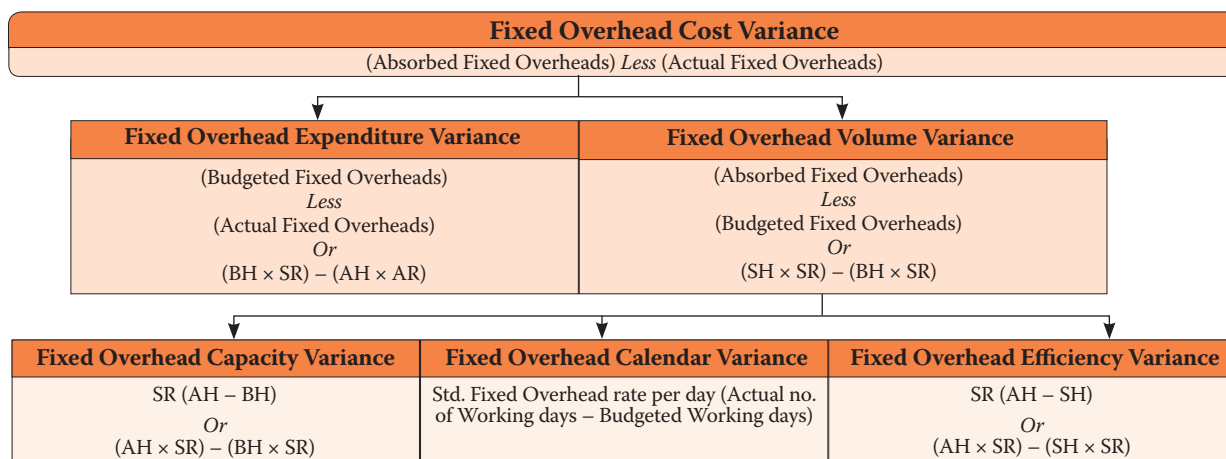 Fixed Overhead Cost Variance
(Absorbed Fixed Overheads) Less (Actual Fixed Overheads)
Fixed Overhead Expenditure Variance
(Budgeted Fixed Overheads)
Less
(Actual Fixed Overheads)
Or
(BH × SR) – (AH × AR)
Fixed Overhead Volume Variance
(Absorbed Fixed Overheads)
Less
(Budgeted Fixed Overheads)
Or
(SH × SR) – (BH × SR)
Fixed Overhead Capacity Variance
SR (AH – BH)
Or
(AH × SR) – (BH × SR)
Fixed Overhead Calendar Variance
Std. Fixed Overhead rate per day (Actual no.
of Working days – Budgeted Working days)
Fixed Overhead Efficiency Variance
SR (AH – SH)
Or
(AH × SR) – (SH × SR)